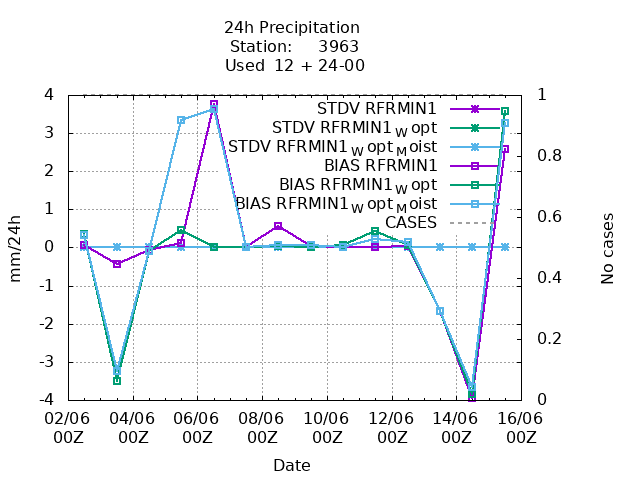 24h Precipitation
Station: 3963
Used 12 + 24-00
mm/24h
No cases
4
3
2
1
0
-1
-2
-3
-4
1
0.8
0.6
0.4
0.2
0
STDV RFRMIN1
STDV RFRMIN1Wopt
STDV RFRMIN1WoptMoist
BIAS RFRMIN1
BIAS RFRMIN1Wopt
BIAS RFRMIN1WoptMoist
CASES
02/06 04/06 06/06 08/06 10/06 12/06 14/06 16/06
00Z 00Z 00Z 00Z 00Z 00Z 00Z 00Z
Date